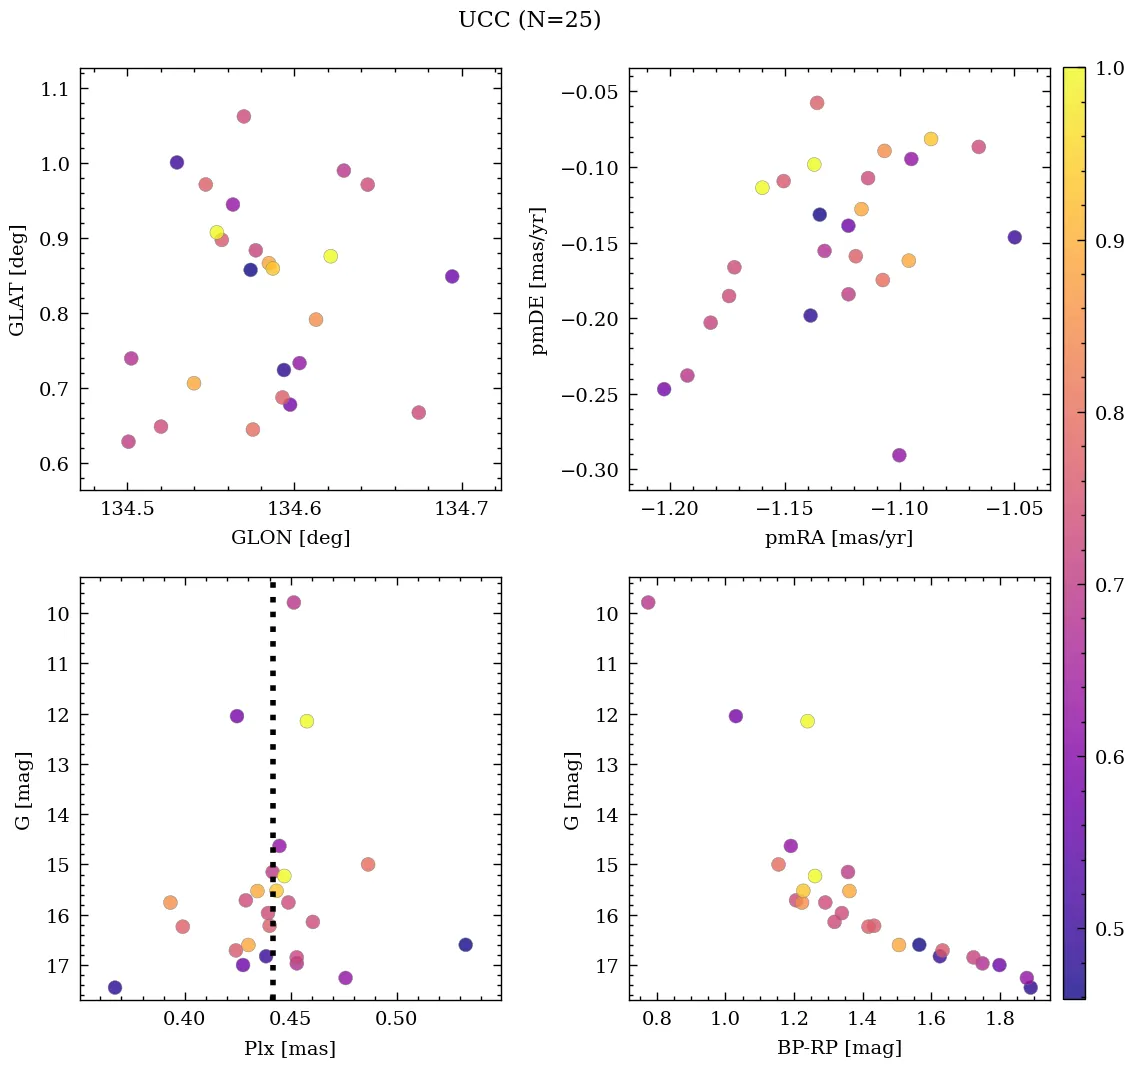 UCC (N=25)
1.1
1.0
0.9
0.8
0.7
0.6
GLAT [deg]
134.5 134.6 134.7
GLON [deg]
−0.05
−0.10
−0.15
−0.20
−0.25
−0.30
pmDE [mas/yr]
−1.20 −1.15 −1.10 −1.05
pmRA [mas/yr]
10
11
12
13
14
15
16
17
G [mag]
0.40 0.45 0.50
Plx [mas]
10
11
12
13
14
15
16
17
G [mag]
0.8 1.0 1.2 1.4 1.6 1.8
BP-RP [mag]
1.0
0.9
0.8
0.7
0.6
0.5